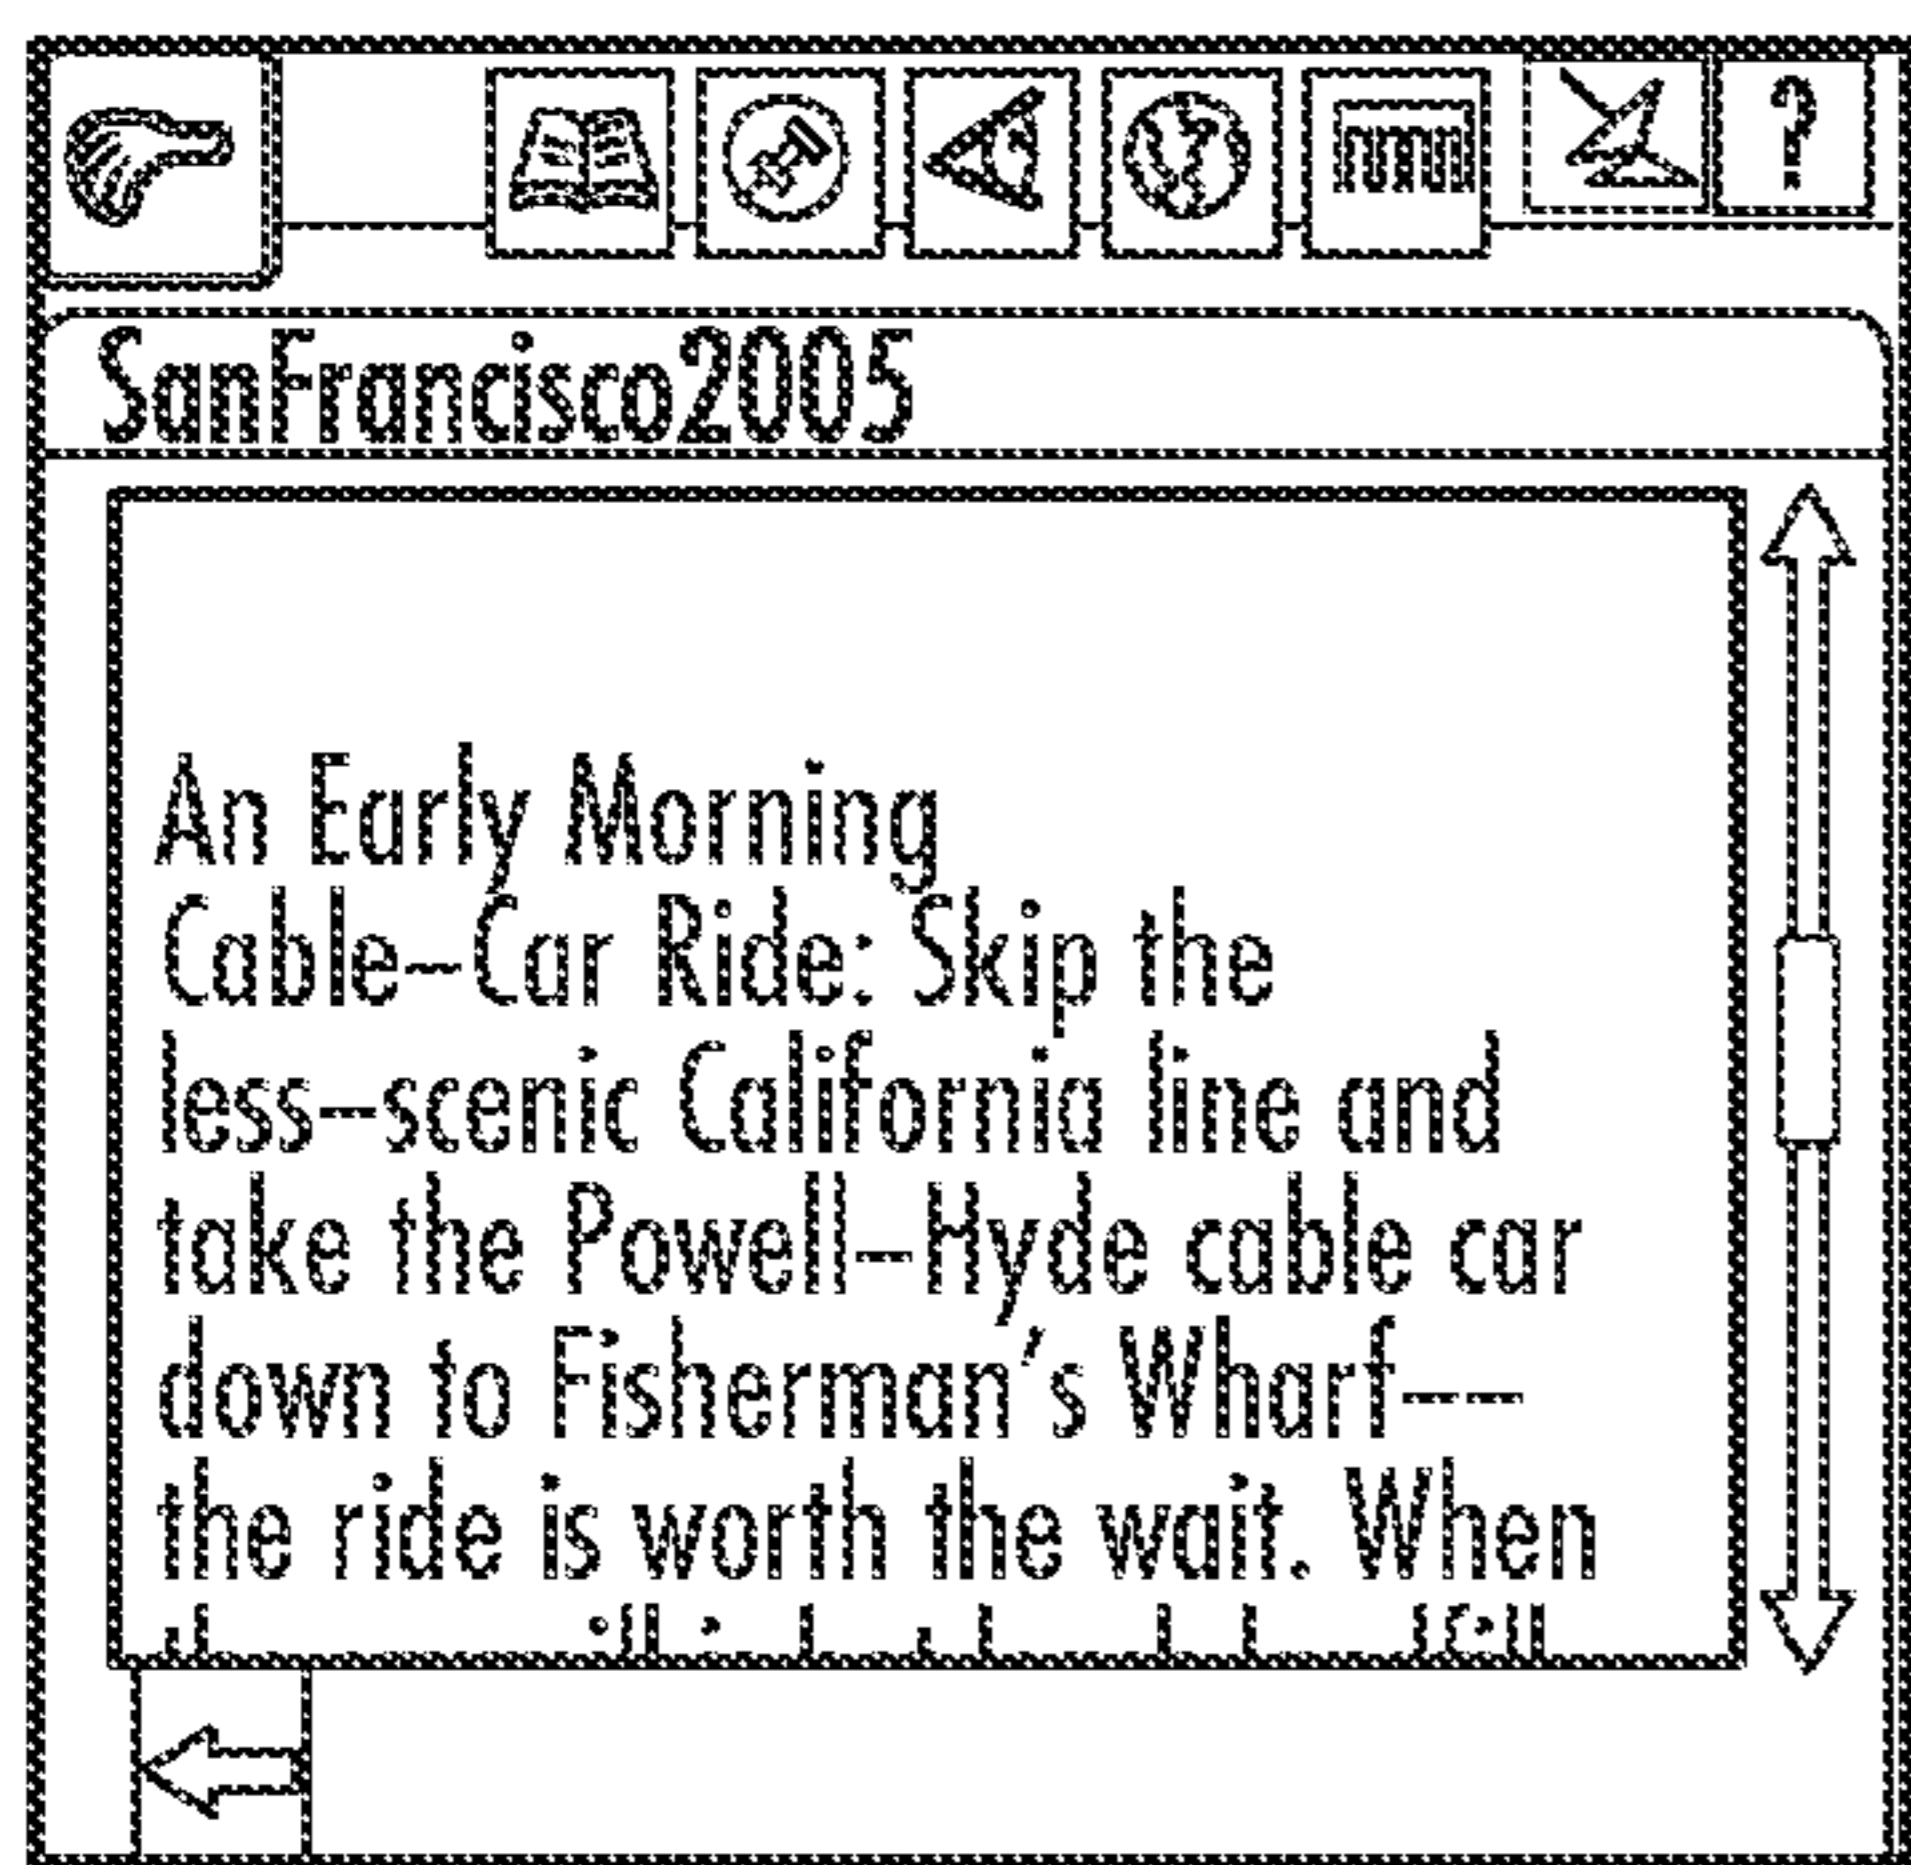 ?
SanFrancisco2005
An Early Morning
Cable-Car Ride: Skip the
less-scenic California line and
take the Powell-Hyde cable car
down to Fisherman's Wharf--
the ride is worth the wait. When